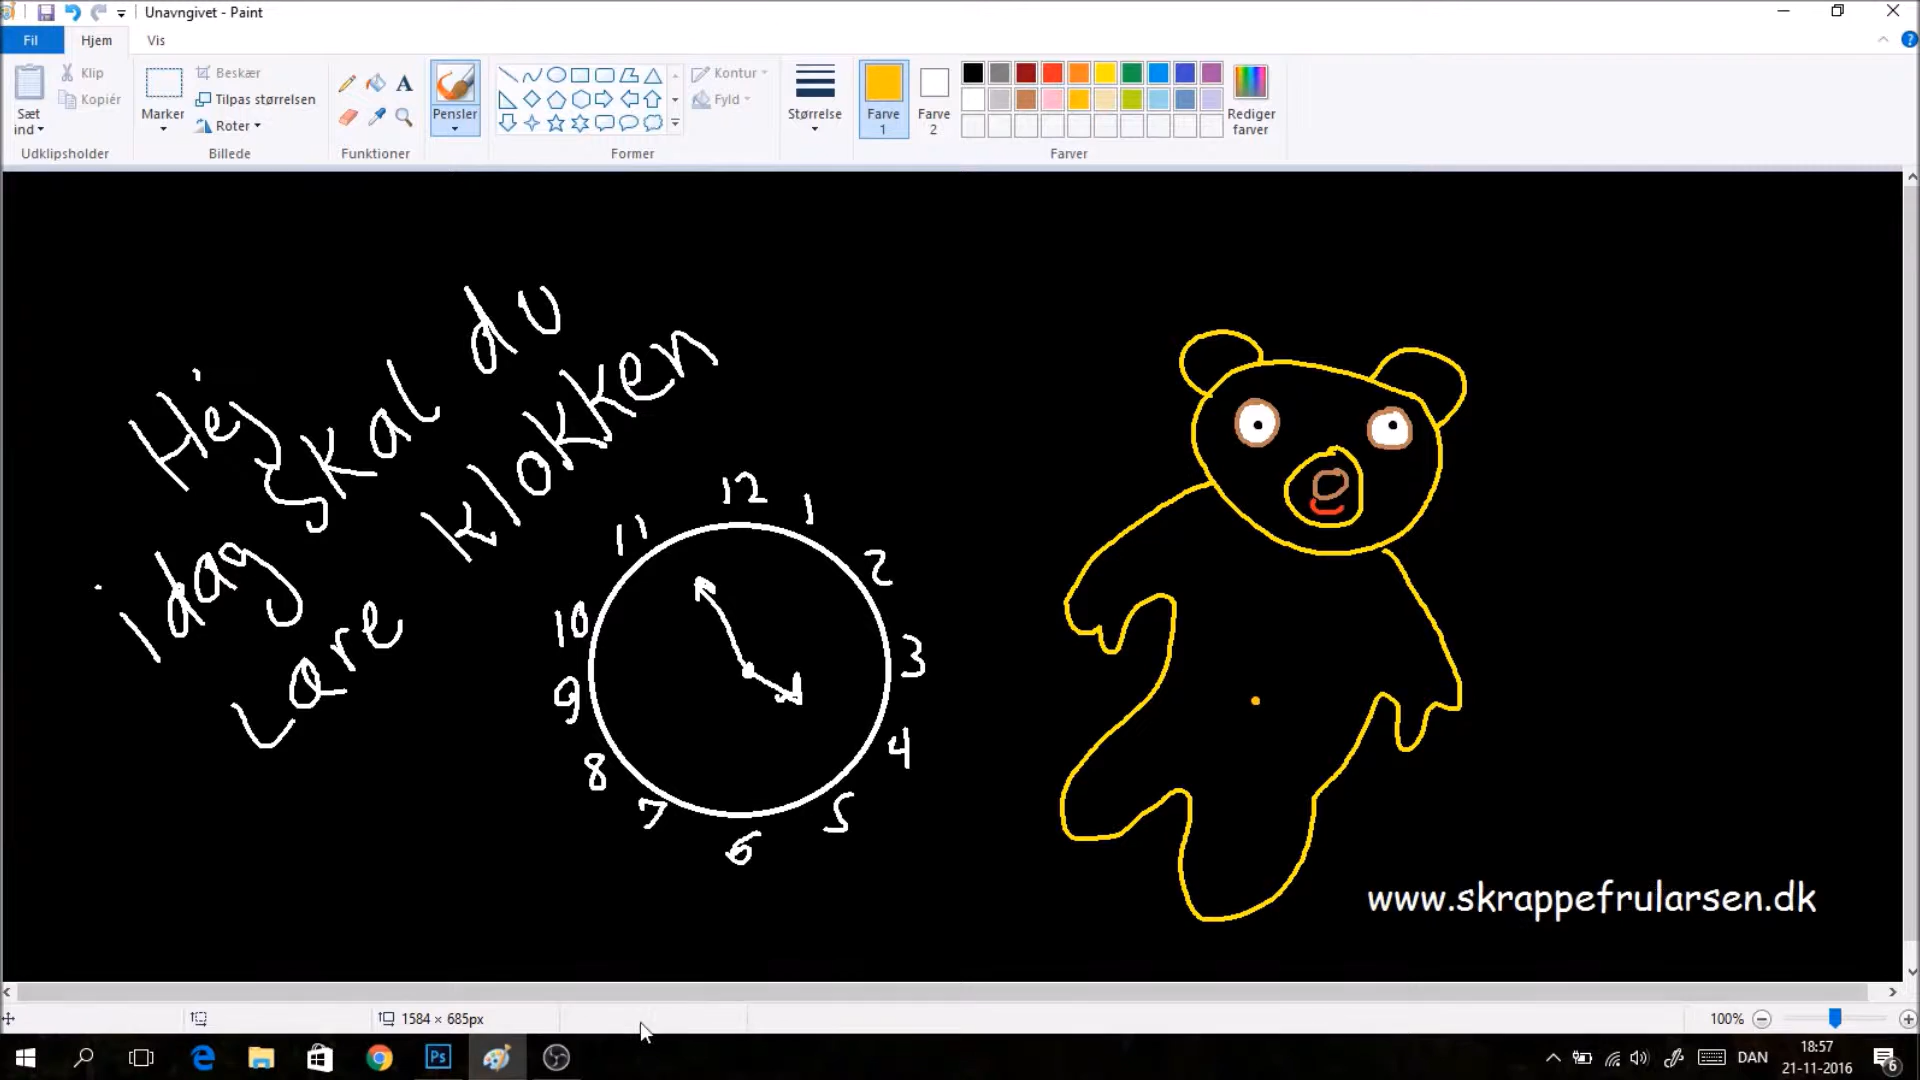 Unavngivet - Paint
Fil Hjem Vis
Sæt ind
Klip
Kopiér
Udklipsholder
Marker
Beskær
Tilpas størrelsen
Roter
Billede
A
Funktioner
Pensler
Kontur
Fyld
Former
Størrelse
Farve 1
Farve 2
Rediger farver
Farver
Hej
skal du
idag klokken
Lære
12
1
2
3
4
5
6
7
8
9
10
11
www.skrappefrularsen.dk
1584 × 685px
100%
Ps
DAN
18:57
21-11-2016
6